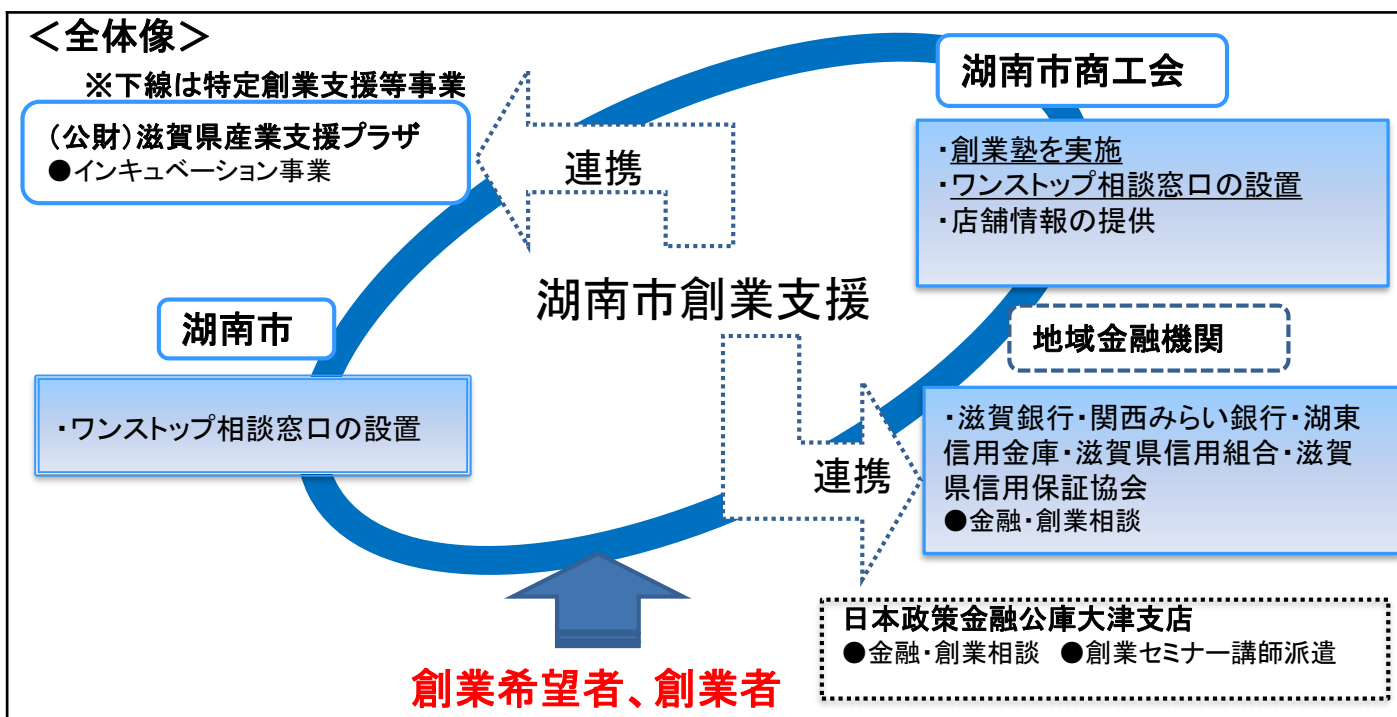 ＜全体像＞
※下線は特定創業支援等事業
（公財）滋賀県産業支援プラザ
●インキュベーション事業
連携
湖南市商工会
・創業塾を実施
・ワンストップ相談窓口の設置
・店舗情報の提供
湖南市創業支援
湖南市
・ワンストップ相談窓口の設置
地域金融機関
・滋賀銀行・関西みらい銀行・湖東
信用金庫・滋賀県信用組合・滋賀
県信用保証協会
●金融・創業相談
連携
日本政策金融公庫大津支店
●金融・創業相談 ●創業セミナー講師派遣
創業希望者、創業者